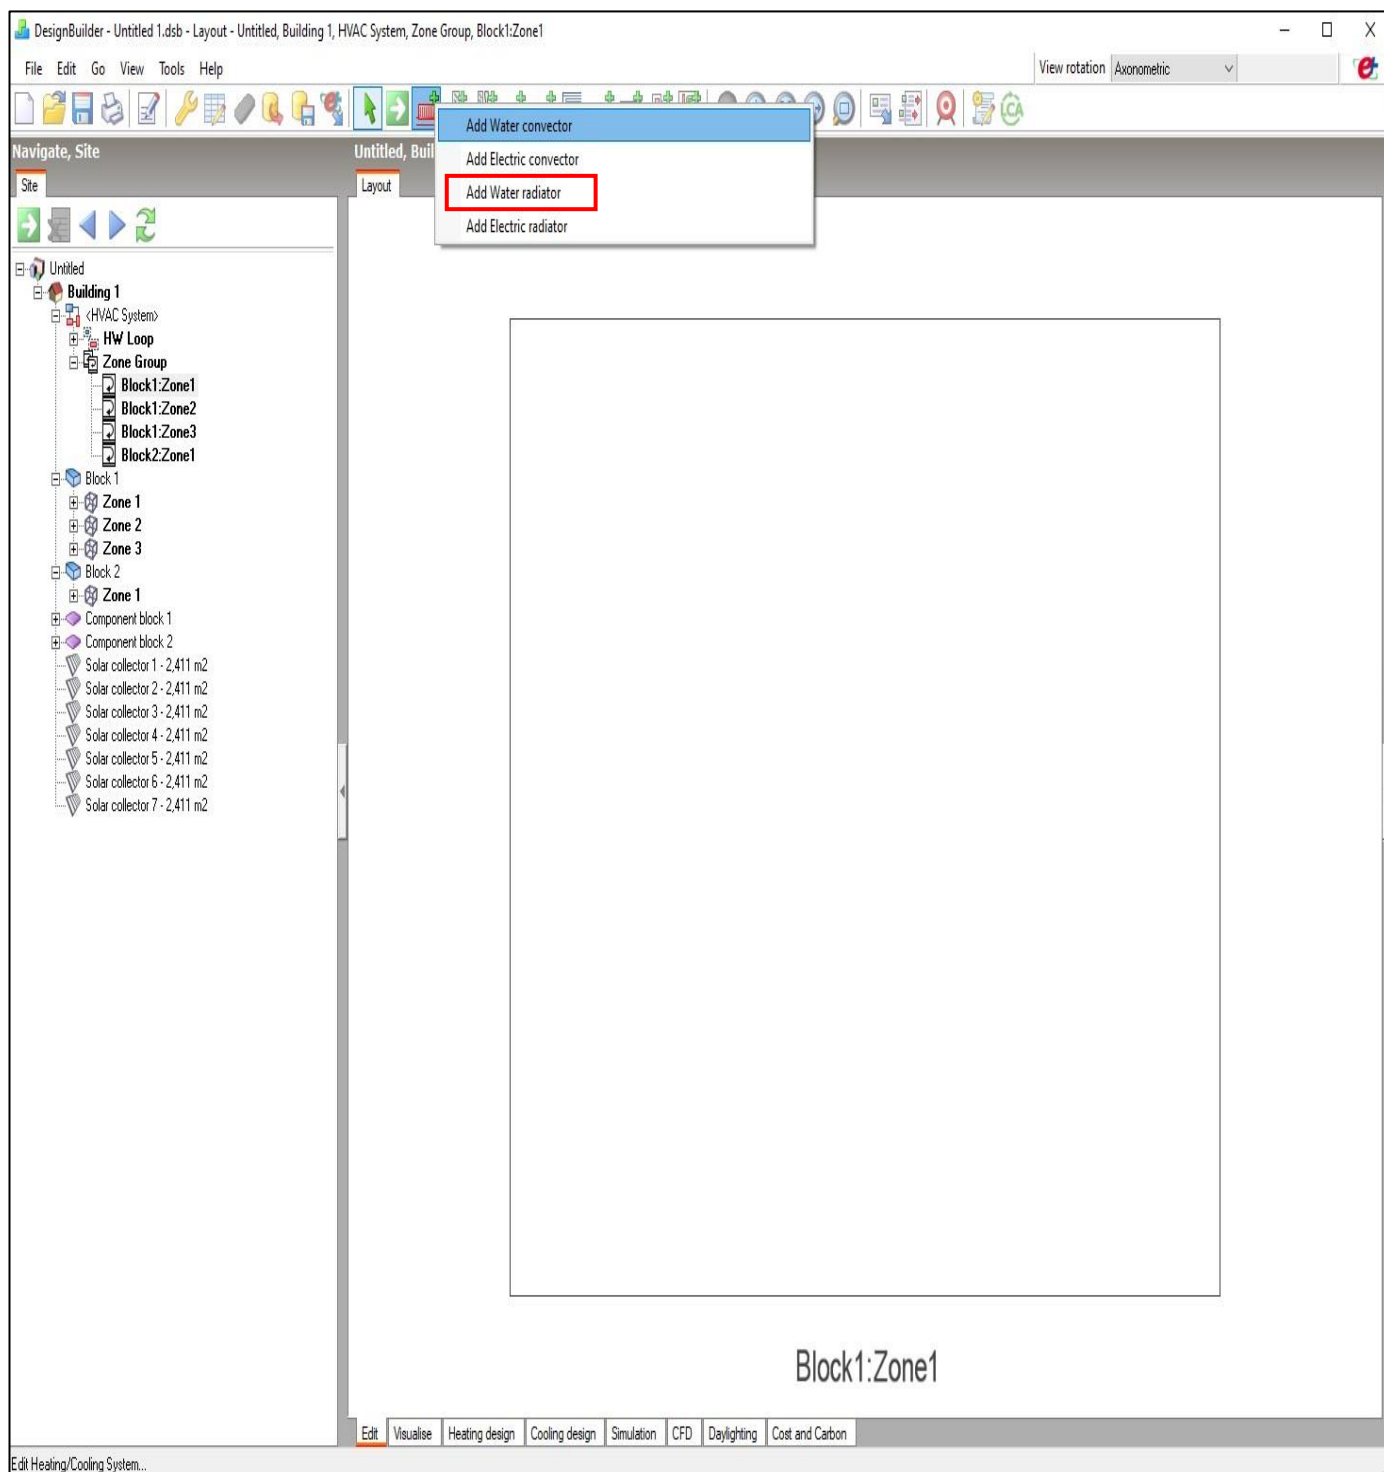 DesignBuilder - Untitled 1.dsb - Layout - Untitled, Building 1, HVAC System, Zone Group, Block1:Zone1
File Edit Go View Tools Help
View rotation Axonometric
Add Water convector
Add Electric convector
Add Water radiator
Add Electric radiator
Navigate, Site
Untitled, Buil
Site
Layout
Untitled
Building 1
<HVAC System>
HW Loop
Zone Group
Block1:Zone1
Block1:Zone2
Block1:Zone3
Block2:Zone1
Block 1
Zone 1
Zone 2
Zone 3
Block 2
Zone 1
Component block 1
Component block 2
Solar collector 1 - 2,411 m2
Solar collector 2 - 2,411 m2
Solar collector 3 - 2,411 m2
Solar collector 4 - 2,411 m2
Solar collector 5 - 2,411 m2
Solar collector 6 - 2,411 m2
Solar collector 7 - 2,411 m2
Block1:Zone1
Edit Visualise Heating design Cooling design Simulation CFD Daylighting Cost and Carbon
Edit Heating/Cooling System...